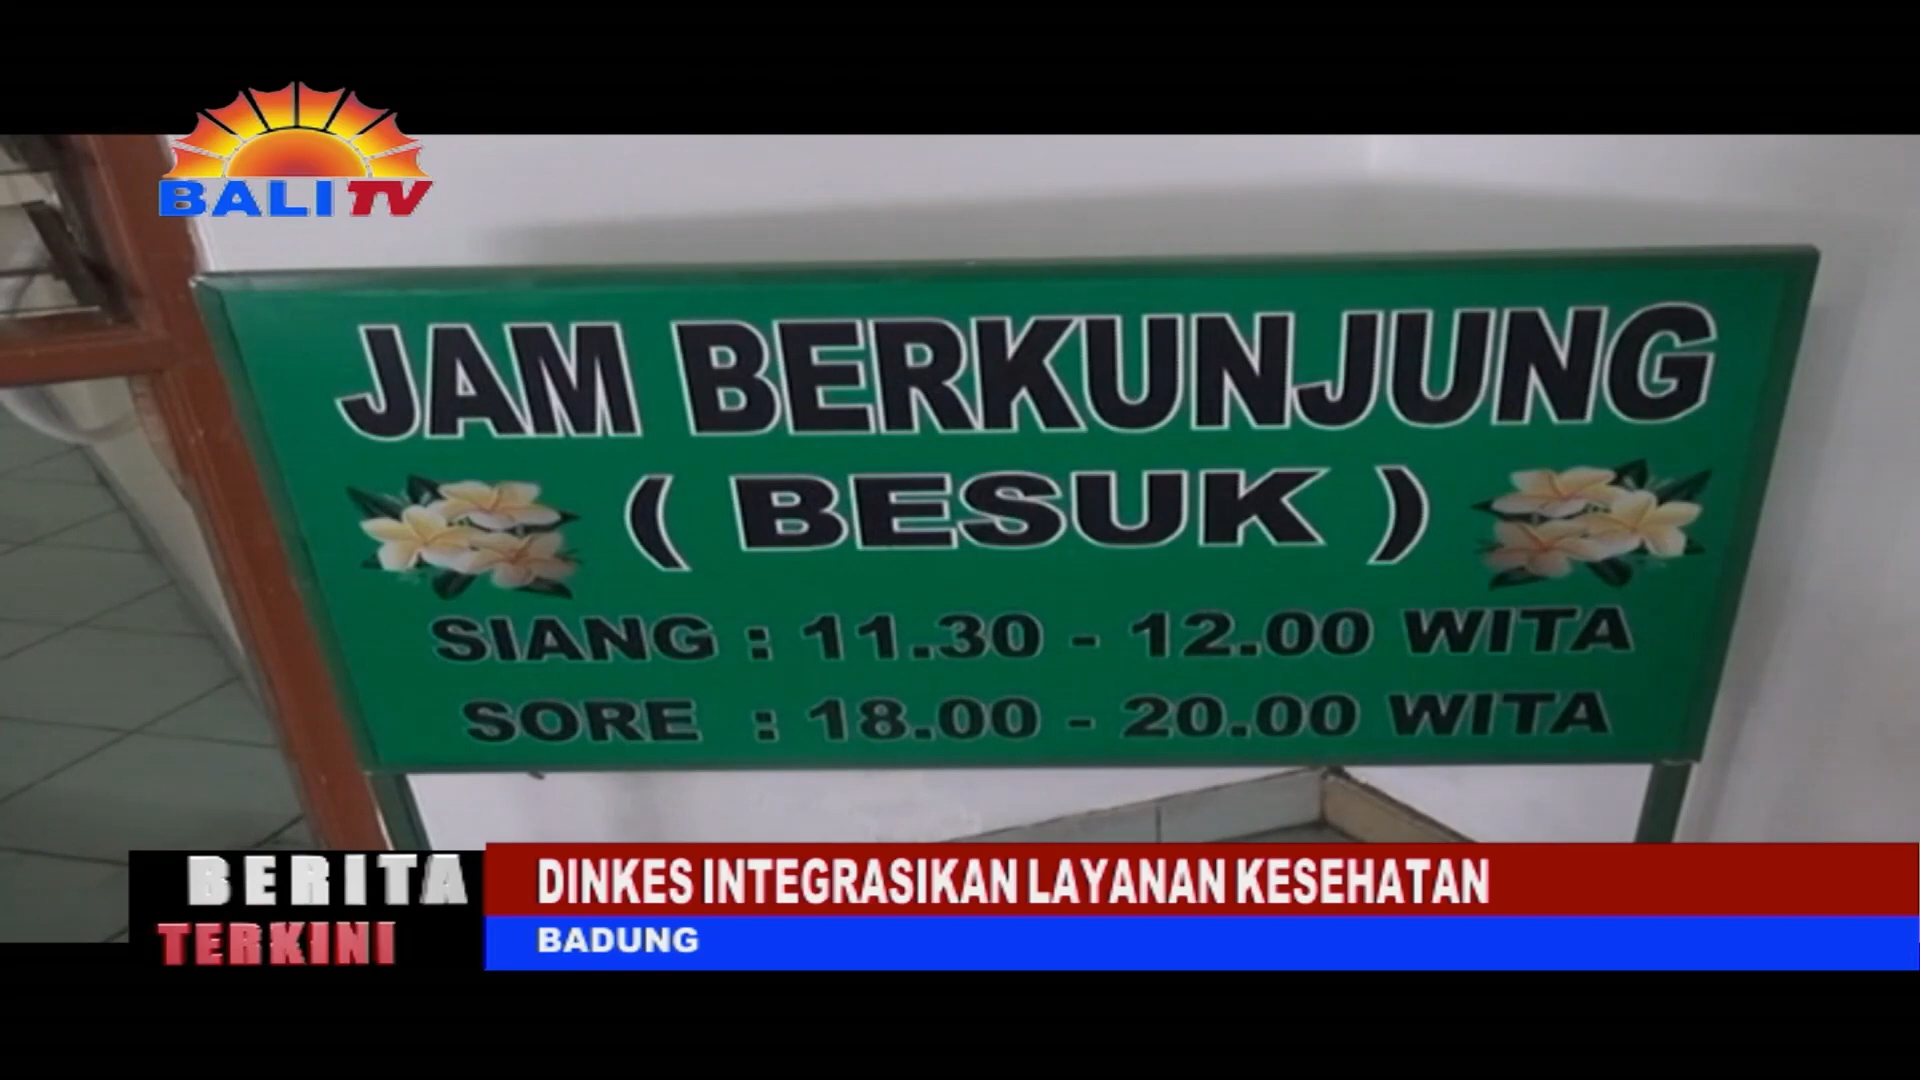 BALI TV
JAM BERKUNJUNG
( BESUK )
SIANG : 11.30 - 12.00 WITA
SORE : 18.00 - 20.00 WITA
BERITA
TERKINI
DINKES INTEGRASIKAN LAYANAN KESEHATAN
BADUNG